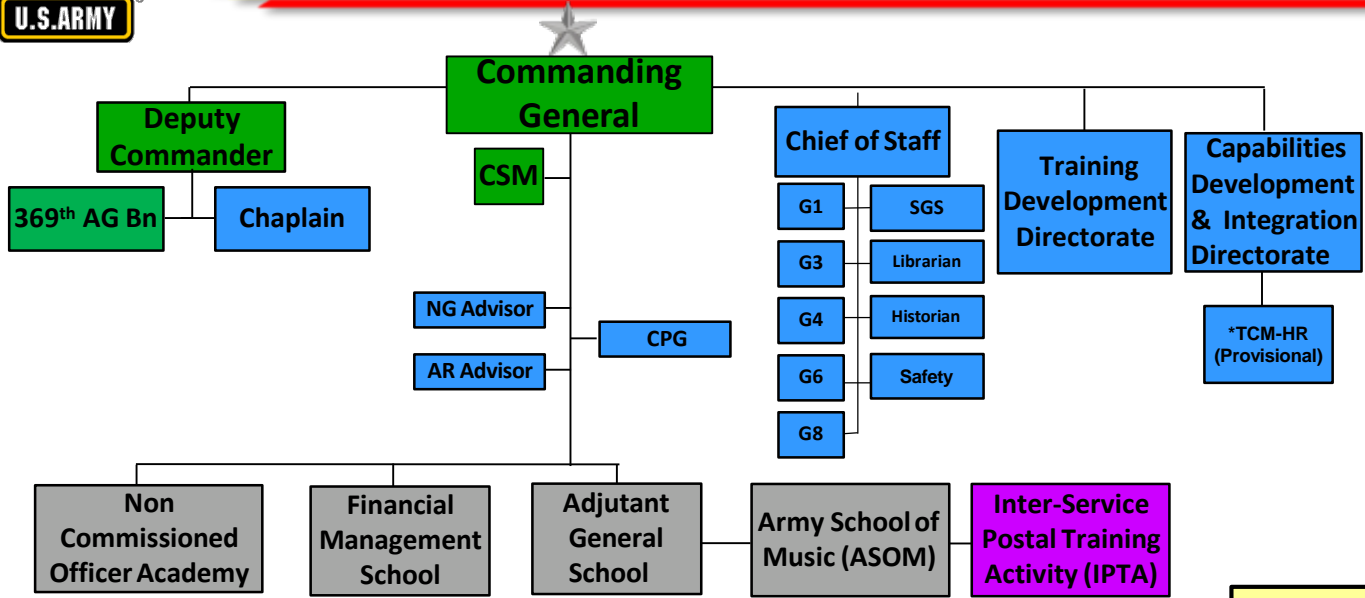 U.S.ARMY
Commanding
General
Deputy
Commander
CSM
369th AG Bn
Chaplain
NG Advisor
CPG
AR Advisor
Chief of Staff
G1
SGS
G3
Librarian
G4
Historian
G6
Safety
G8
Training
Development
Directorate
Capabilities
Development
& Integration
Directorate
*TCM-HR
(Provisional)
Non
Commissioned
Officer Academy
Financial
Management
School
Adjutant
General
School
Army School of
Music (ASOM)
Inter-Service
Postal Training
Activity (IPTA)